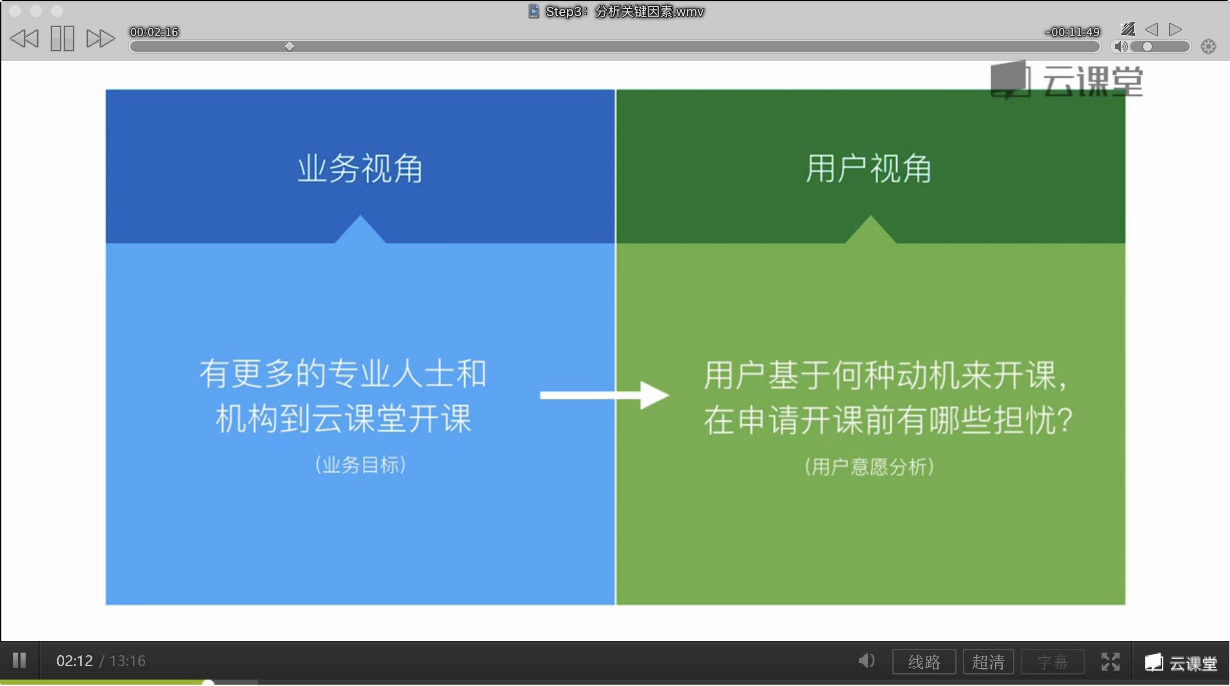 Step3：分析关键因素.wmv
00:02:16
-00:11:49
云课堂
业务视角
用户视角
有更多的专业人士和
机构到云课堂开课
（业务目标）
用户基于何种动机来开课，
在申请开课前有哪些担忧？
（用户意愿分析）
02:12 / 13:16
线路
超清
字幕
云课堂